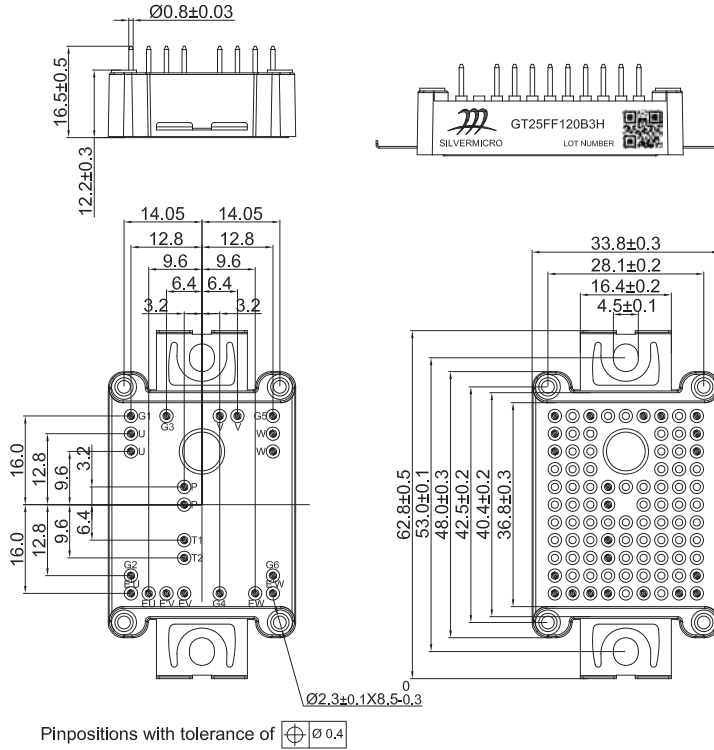 Ø0.8±0.03
16.5±0.5
12.2±0.3
GT25FF120B3H
SILVERMICRO
LOT NUMBER
14.05 14.05
12.8 12.8
9.6 9.6
6.4 6.4
3.2 3.2
33.8±0.3
28.1±0.2
16.4±0.2
4.5±0.1
G1 G3 V V G5
U W
U W
P
P
T1
T2
G2 G6
EU EW
EU EV EV G4 EW
16.0
12.8
9.6
3.2
16.0
12.8
9.6
6.4
62.8±0.5
53.0±0.1
48.0±0.3
42.5±0.2
40.4±0.2
36.8±0.3
0
Ø2.3±0.1X8.5-0.3
Pinpositions with tolerance of ⌖ Ø 0.4